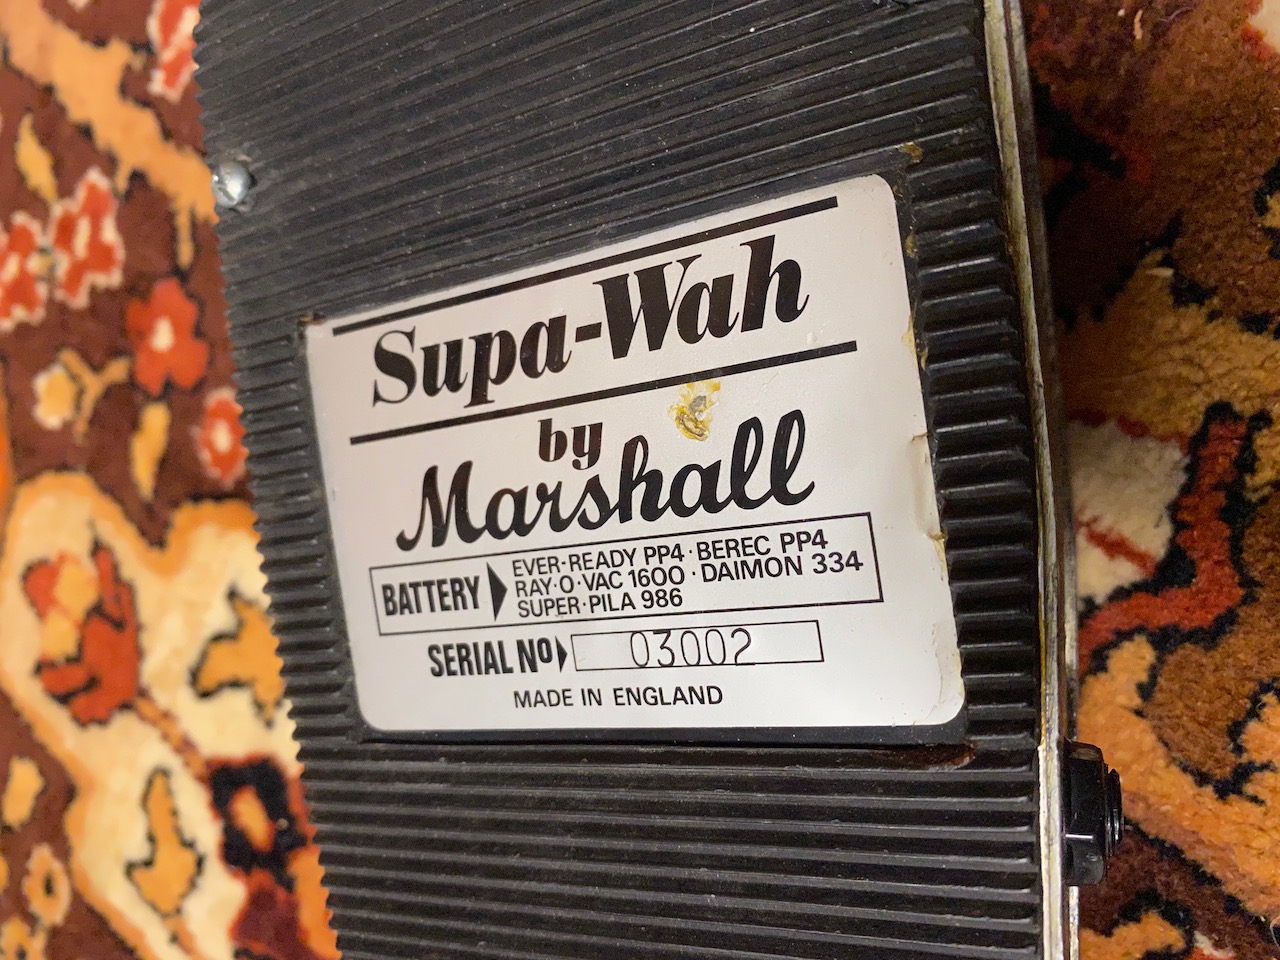 Supa-Wah
by
Marshall
BATTERY EVER·READY PP4·BEREC PP4
RAY·O·VAC 1600·DAIMON 334
SUPER·PILA 986
SERIAL NO 03002
MADE IN ENGLAND